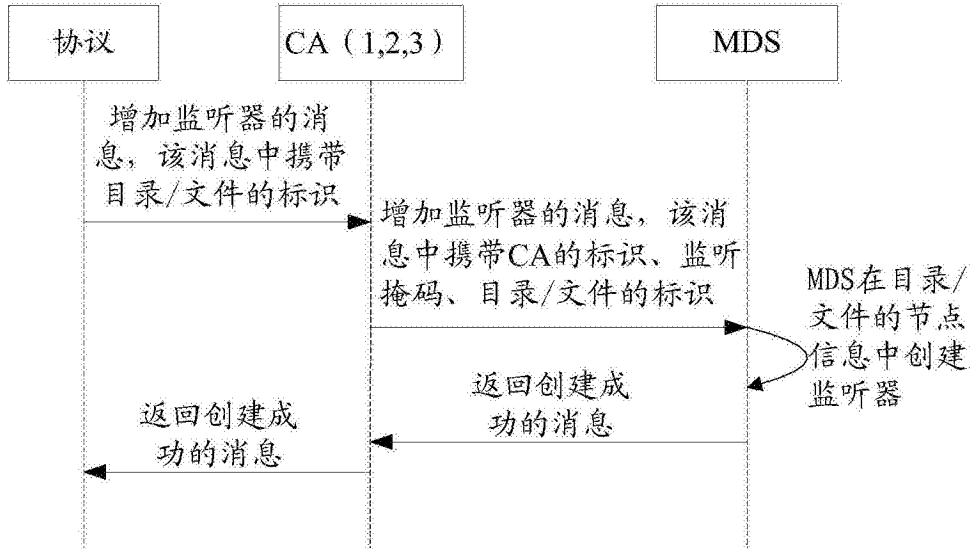 协议
CA（1,2,3）
MDS
增加监听器的消
息，该消息中携带
目录/文件的标识
增加监听器的消息，该消
息中携带CA的标识、监听
掩码、目录/文件的标识
MDS在目录/
文件的节点
信息中创建
监听器
返回创建成
功的消息
返回创建成
功的消息